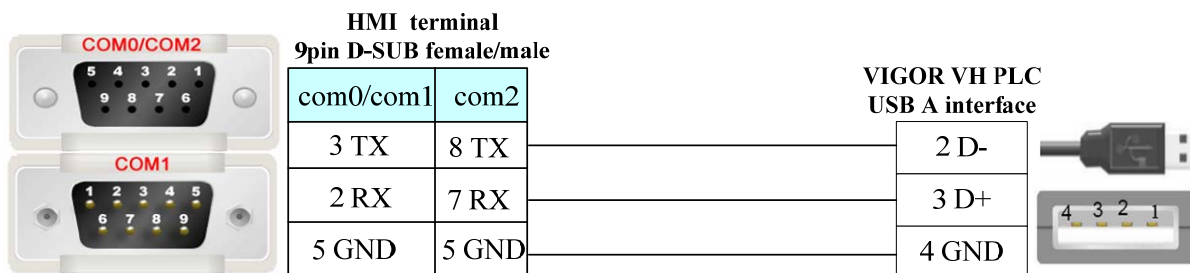 HMI terminal
9pin D-SUB female/male
COM0/COM2
5 4 3 2 1
9 8 7 6
COM1
1 2 3 4 5
6 7 8 9
com0/com1 com2
3 TX 8 TX
2 RX 7 RX
5 GND 5 GND
VIGOR VH PLC
USB A interface
2 D-
3 D+
4 GND
4 3 2 1